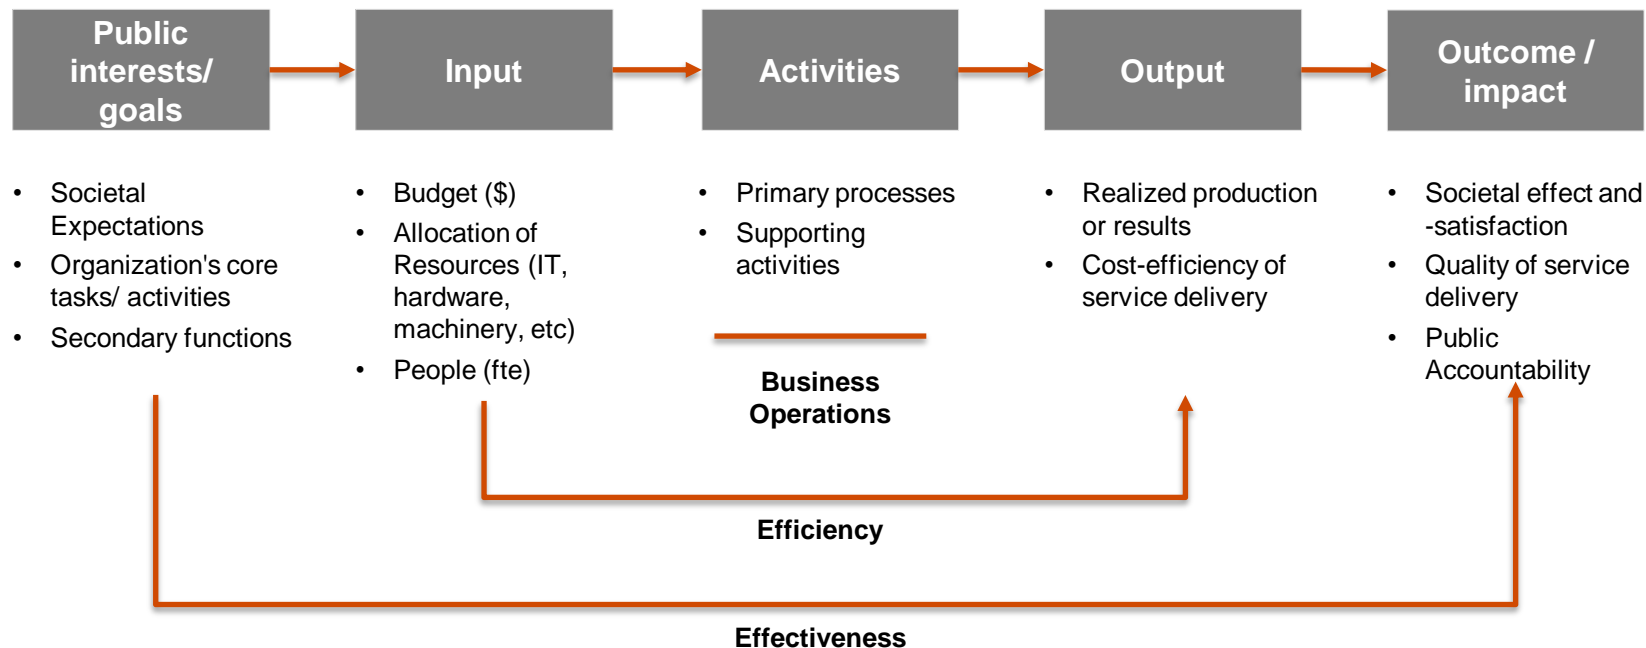 Public
interests/
goals
Input
Activities
Output
Outcome /
impact
• Societal
Expectations
• Organization's core
tasks/ activities
• Secondary functions
• Budget ($)
• Allocation of
Resources (IT,
hardware,
machinery, etc)
• People (fte)
• Primary processes
• Supporting
activities
Business
Operations
• Realized production
or results
• Cost-efficiency of
service delivery
• Societal effect and
-satisfaction
• Quality of service
delivery
• Public
Accountability
Efficiency
Effectiveness